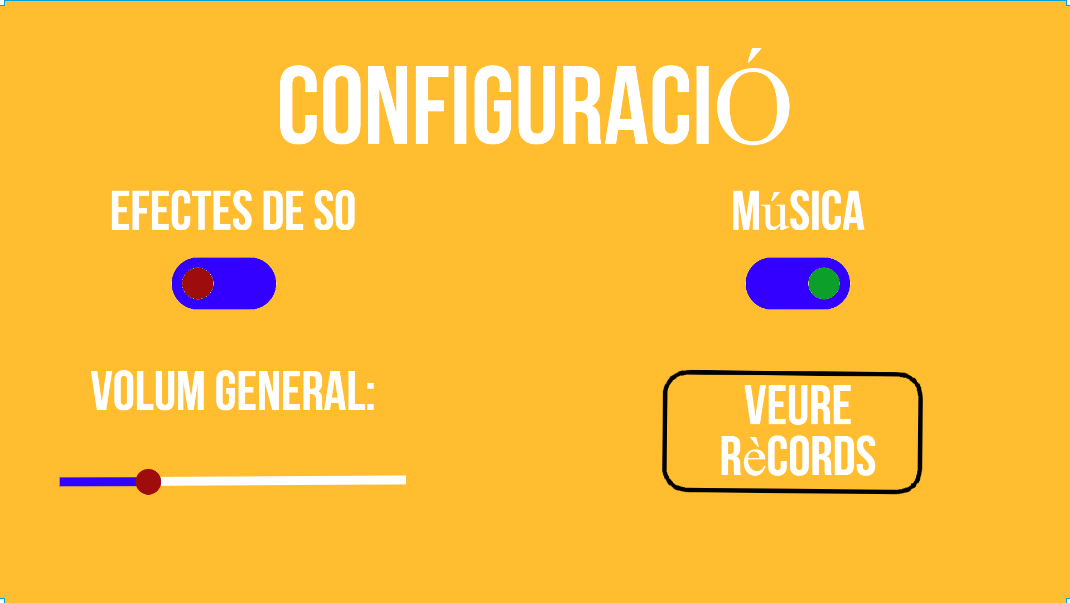 CONFIGURACIÓ
EFECTES DE SO
MúSICA
VOLUM GENERAL:
VEURE
RèCORDS